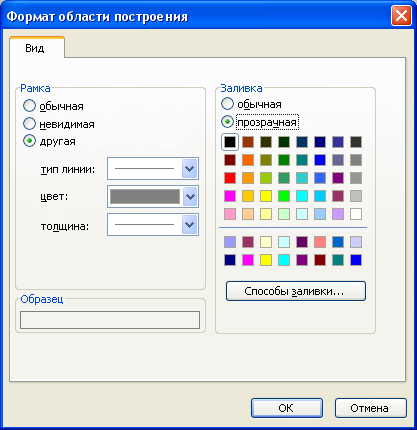 Формат области построения
Вид
Рамка
обычная
невидимая
другая
тип линии:
цвет:
толщина:
Образец
Заливка
обычная
прозрачная
Способы заливки...
ОК
Отмена